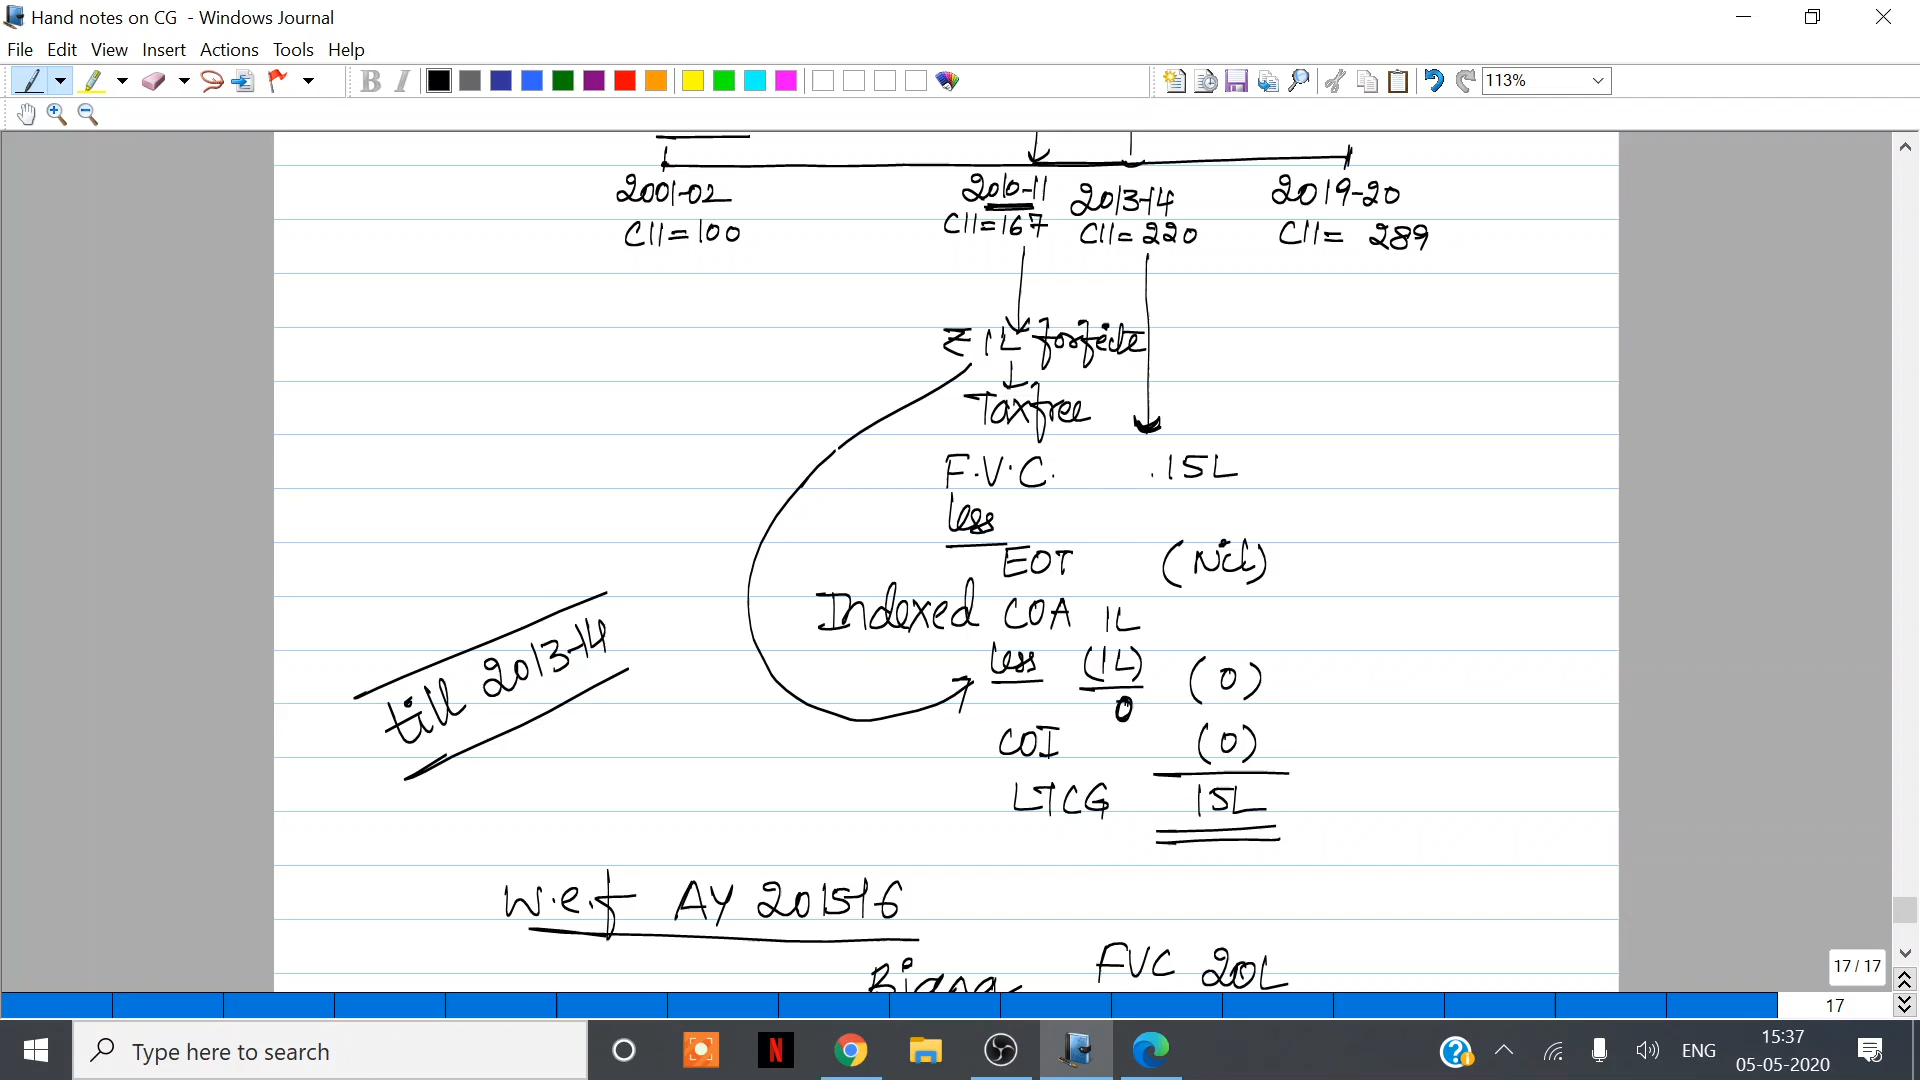 Hand notes on CG - Windows Journal
File Edit View Insert Actions Tools Help
B I 113%
2001-02 2010-11 2013-14 2019-20
CII=100 CII=167 CII=220 CII= 289
₹ 1L forfeite
Taxfree
F.V.C. 15L
less
EOT (Nil)
Indexed COA 1L
less (1L) (0)
0
till 2013-14
COI (0)
LTCG 15L
w.e.f AY 2015-16
FVC 20L
17 / 17
17
Type here to search
N
ENG
15:37
05-05-2020